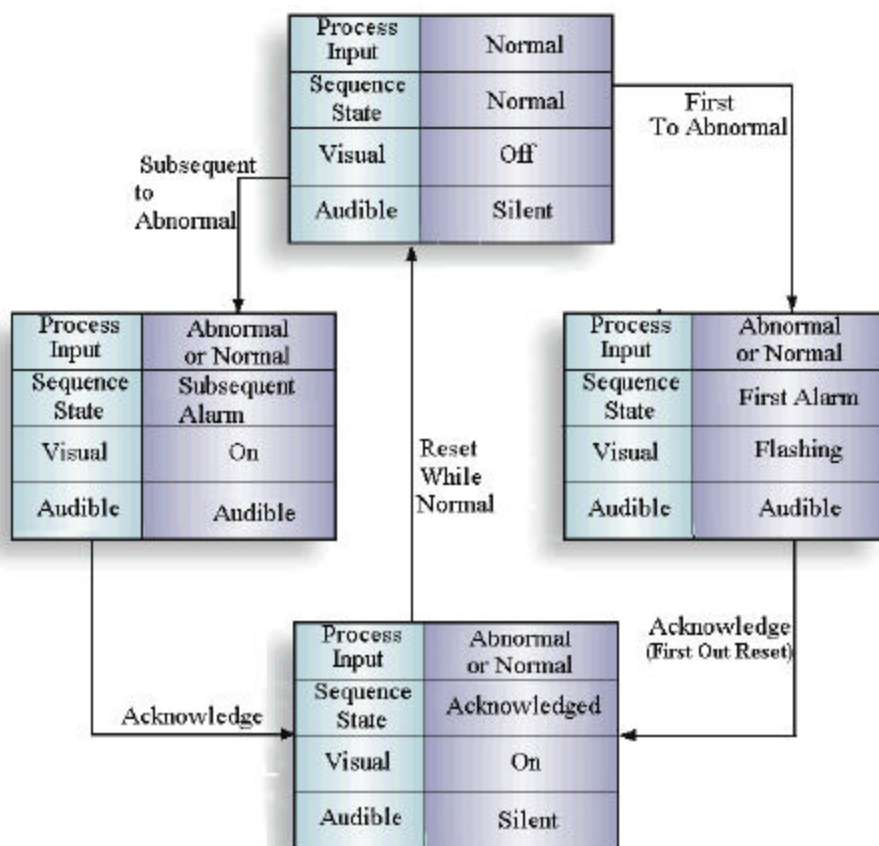 Process
Input
Normal
Sequence
State
Normal
Visual
Off
Audible
Silent
First
To Abnormal
Subsequent
to
Abnormal
Process
Input
Abnormal
or Normal
Sequence
State
Subsequent
Alarm
Visual
On
Audible
Audible
Reset
While
Normal
Process
Input
Abnormal
or Normal
Sequence
State
First Alarm
Visual
Flashing
Audible
Audible
Acknowledge
Acknowledge
(First Out Reset)
Process
Input
Abnormal
or Normal
Sequence
State
Acknowledged
Visual
On
Audible
Silent